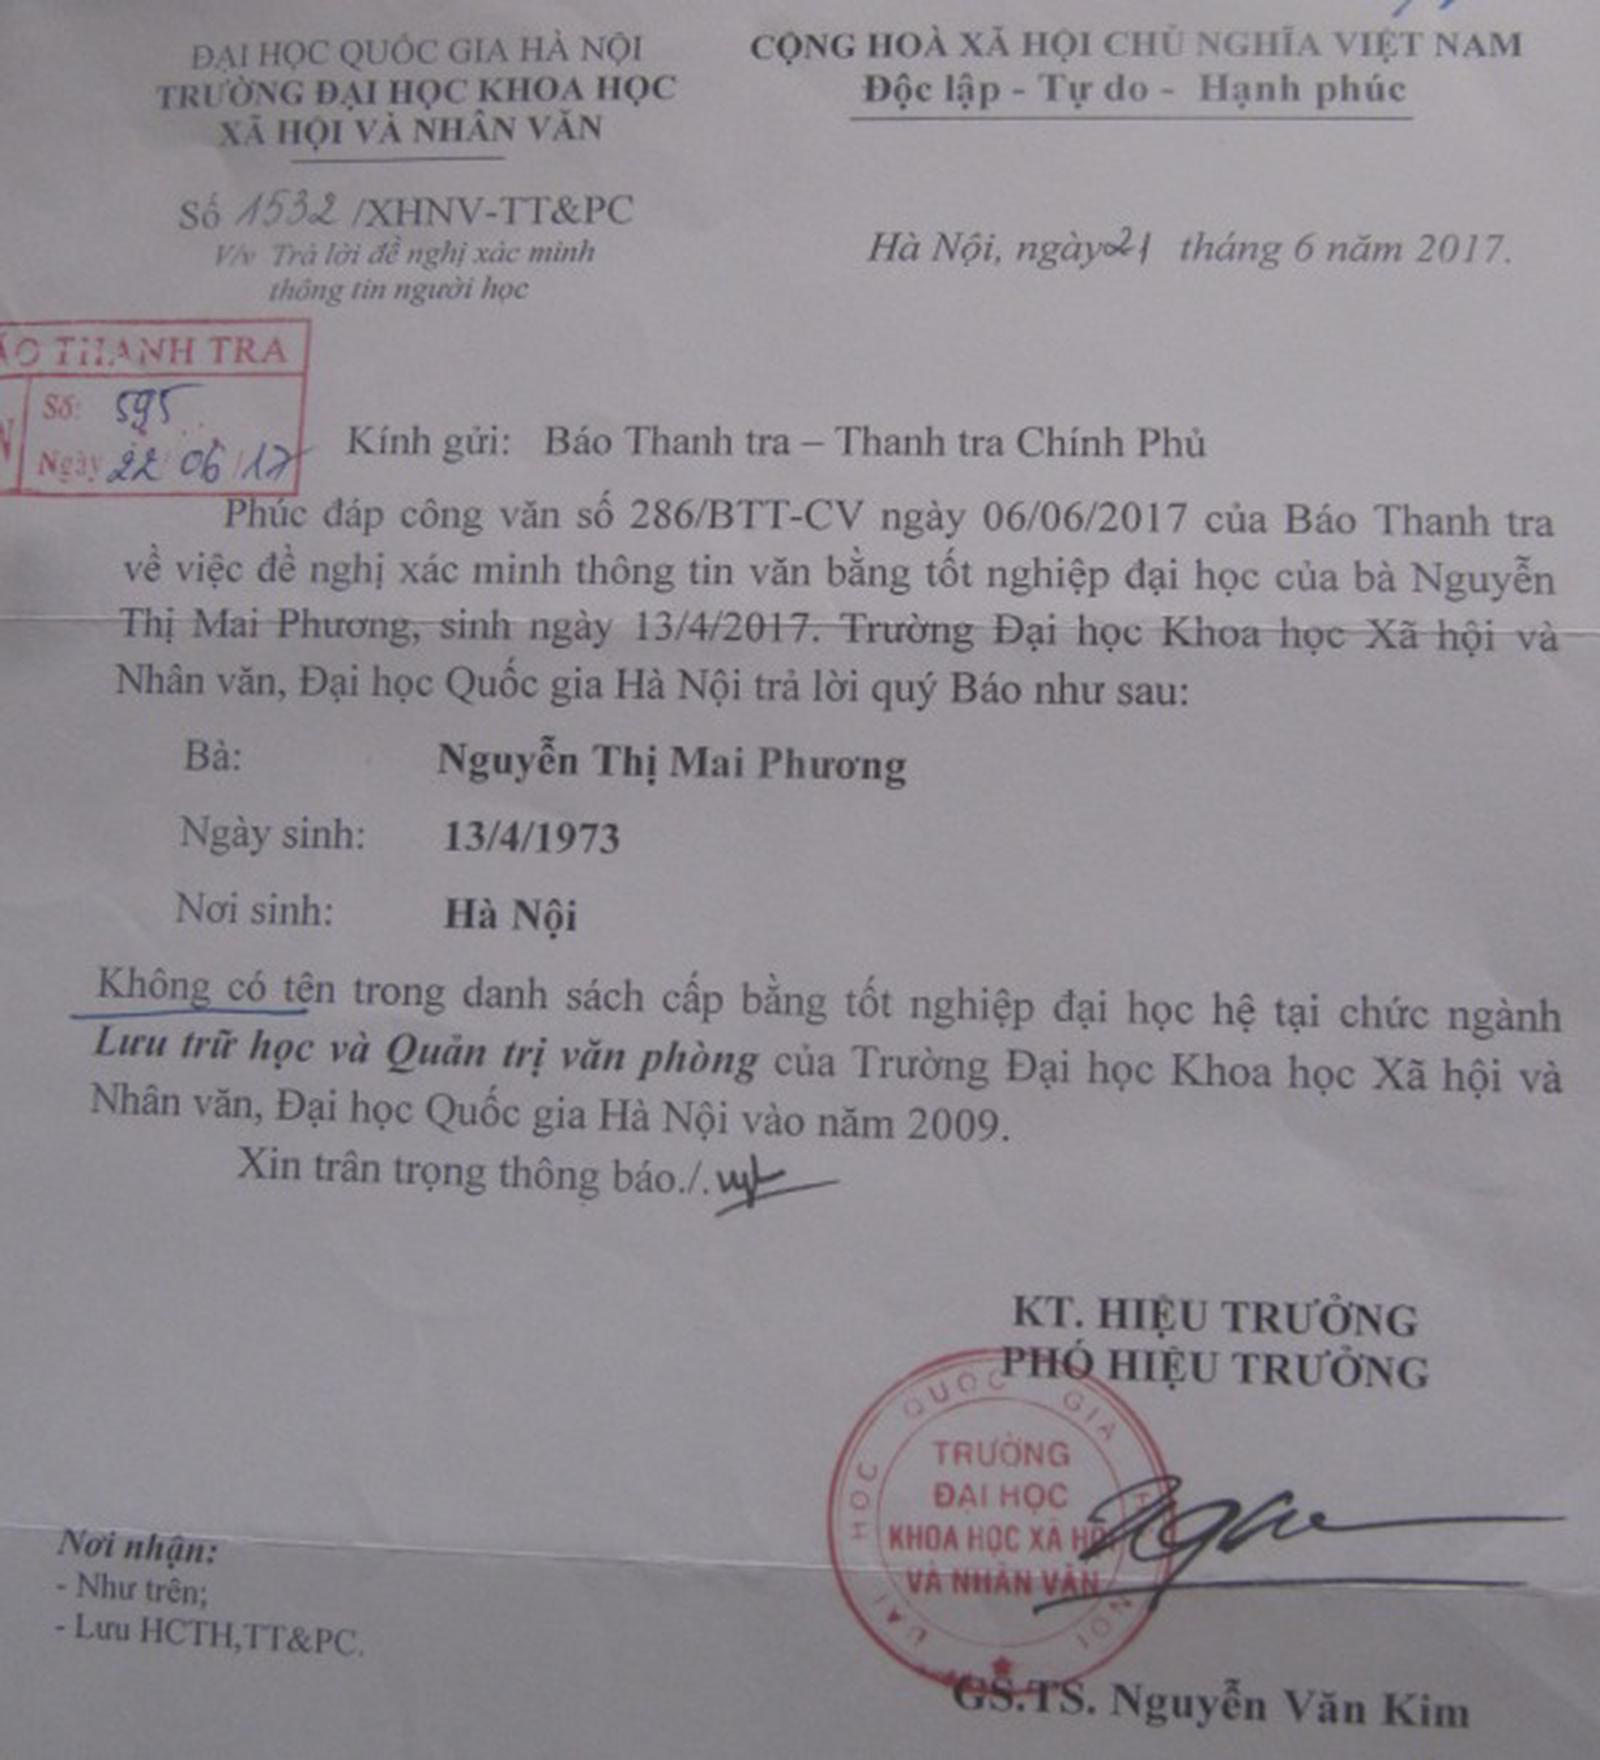 ĐẠI HỌC QUỐC GIA HÀ NỘI
TRƯỜNG ĐẠI HỌC KHOA HỌC
XÃ HỘI VÀ NHÂN VĂN
CỘNG HOÀ XÃ HỘI CHỦ NGHĨA VIỆT NAM
Độc lập - Tự do - Hạnh phúc
Số 1532 /XHNV-TT&PC
V/v Trả lời đề nghị xác minh
thông tin người học
Hà Nội, ngày 21 tháng 6 năm 2017.
ÁO THANH TRA
Số: 595
Ngày 22 06/17
Kính gửi: Báo Thanh tra – Thanh tra Chính Phủ
Phúc đáp công văn số 286/BTT-CV ngày 06/06/2017 của Báo Thanh tra
về việc đề nghị xác minh thông tin văn bằng tốt nghiệp đại học của bà Nguyễn
Thị Mai Phương, sinh ngày 13/4/2017. Trường Đại học Khoa học Xã hội và
Nhân văn, Đại học Quốc gia Hà Nội trả lời quý Báo như sau:
Bà: Nguyễn Thị Mai Phương
Ngày sinh: 13/4/1973
Nơi sinh: Hà Nội
Không có tên trong danh sách cấp bằng tốt nghiệp đại học hệ tại chức ngành
Lưu trữ học và Quản trị văn phòng của Trường Đại học Khoa học Xã hội và
Nhân văn, Đại học Quốc gia Hà Nội vào năm 2009.
Xin trân trọng thông báo./.
KT. HIỆU TRƯỞNG
PHÓ HIỆU TRƯỞNG
ĐẠI HỌC QUỐC GIA HÀ NỘI
TRƯỜNG
ĐẠI HỌC
KHOA HỌC XÃ HỘ
VÀ NHÂN VĂN
Nơi nhận:
- Như trên;
- Lưu HCTH,TT&PC.
GS.TS. Nguyễn Văn Kim